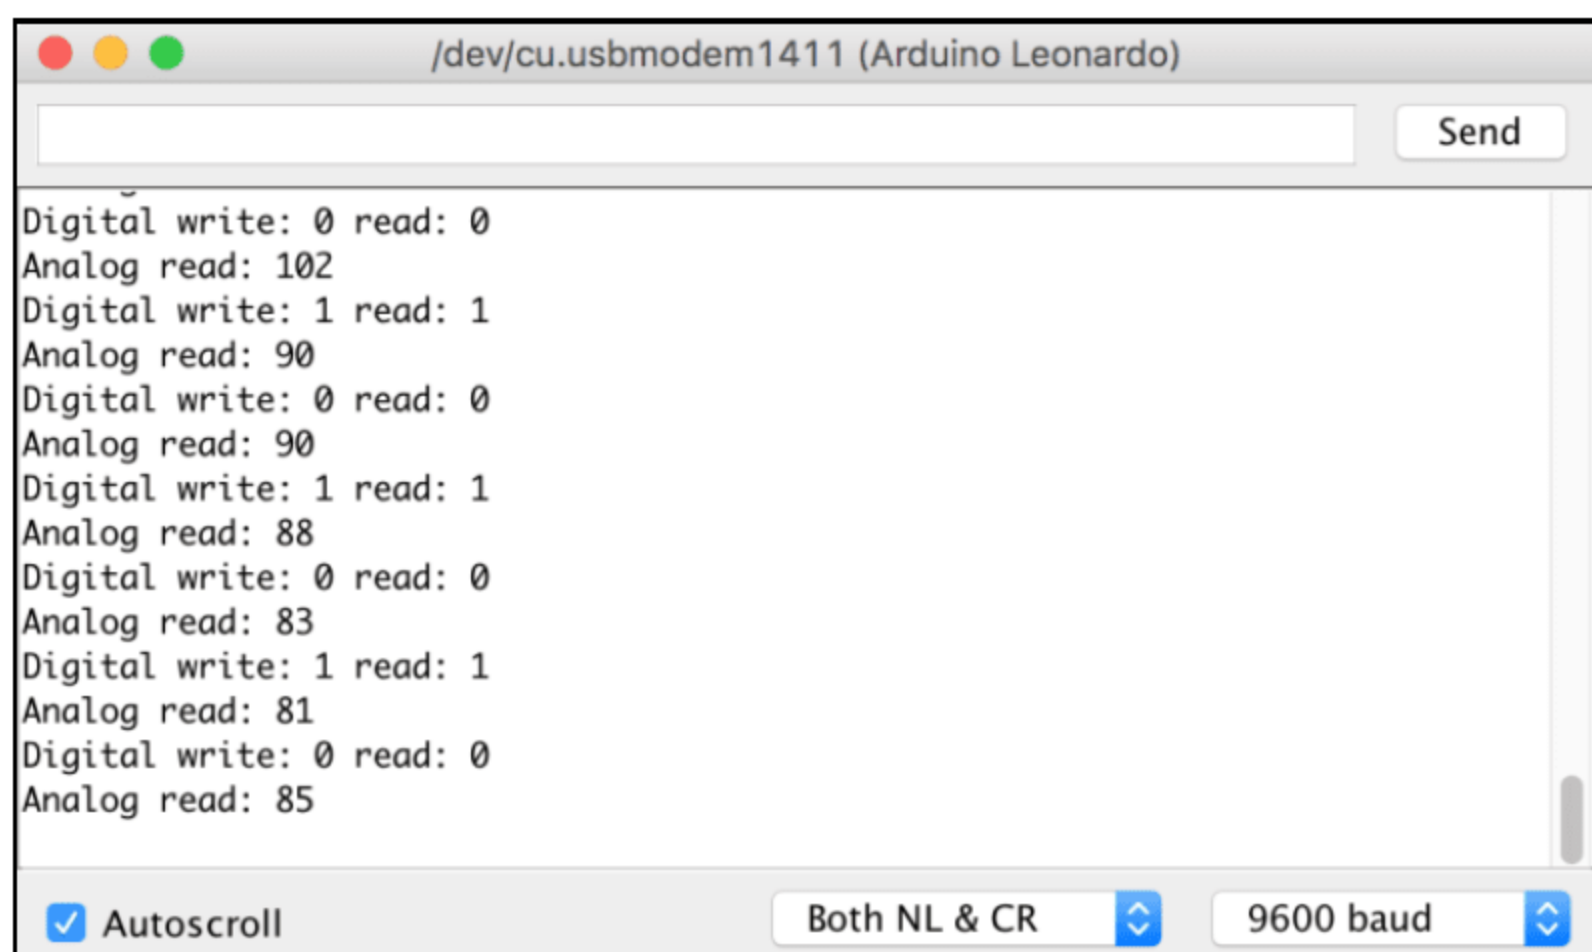 /dev/cu.usbmodem1411 (Arduino Leonardo)
Send
Digital write: 0 read: 0
Analog read: 102
Digital write: 1 read: 1
Analog read: 90
Digital write: 0 read: 0
Analog read: 90
Digital write: 1 read: 1
Analog read: 88
Digital write: 0 read: 0
Analog read: 83
Digital write: 1 read: 1
Analog read: 81
Digital write: 0 read: 0
Analog read: 85
Autoscroll
Both NL & CR
9600 baud